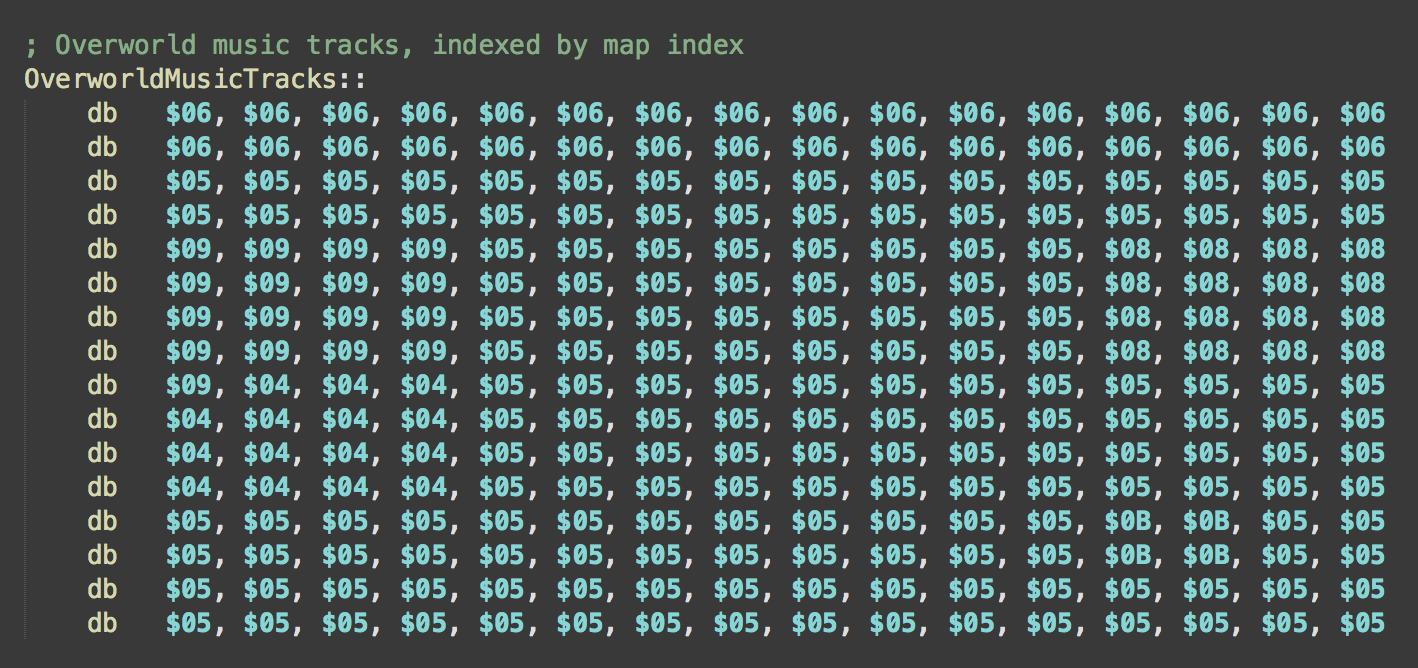 ; Overworld music tracks, indexed by map index
OverworldMusicTracks::
db $06, $06, $06, $06, $06, $06, $06, $06, $06, $06, $06, $06, $06, $06, $06, $06
db $06, $06, $06, $06, $06, $06, $06, $06, $06, $06, $06, $06, $06, $06, $06, $06
db $05, $05, $05, $05, $05, $05, $05, $05, $05, $05, $05, $05, $05, $05, $05, $05
db $05, $05, $05, $05, $05, $05, $05, $05, $05, $05, $05, $05, $05, $05, $05, $05
db $09, $09, $09, $09, $05, $05, $05, $05, $05, $05, $05, $05, $08, $08, $08, $08
db $09, $09, $09, $09, $05, $05, $05, $05, $05, $05, $05, $05, $08, $08, $08, $08
db $09, $09, $09, $09, $05, $05, $05, $05, $05, $05, $05, $05, $08, $08, $08, $08
db $09, $09, $09, $09, $05, $05, $05, $05, $05, $05, $05, $05, $08, $08, $08, $08
db $09, $04, $04, $04, $05, $05, $05, $05, $05, $05, $05, $05, $05, $05, $05, $05
db $04, $04, $04, $04, $05, $05, $05, $05, $05, $05, $05, $05, $05, $05, $05, $05
db $04, $04, $04, $04, $05, $05, $05, $05, $05, $05, $05, $05, $05, $05, $05, $05
db $04, $04, $04, $04, $05, $05, $05, $05, $05, $05, $05, $05, $05, $05, $05, $05
db $05, $05, $05, $05, $05, $05, $05, $05, $05, $05, $05, $05, $0B, $0B, $05, $05
db $05, $05, $05, $05, $05, $05, $05, $05, $05, $05, $05, $05, $0B, $0B, $05, $05
db $05, $05, $05, $05, $05, $05, $05, $05, $05, $05, $05, $05, $05, $05, $05, $05
db $05, $05, $05, $05, $05, $05, $05, $05, $05, $05, $05, $05, $05, $05, $05, $05